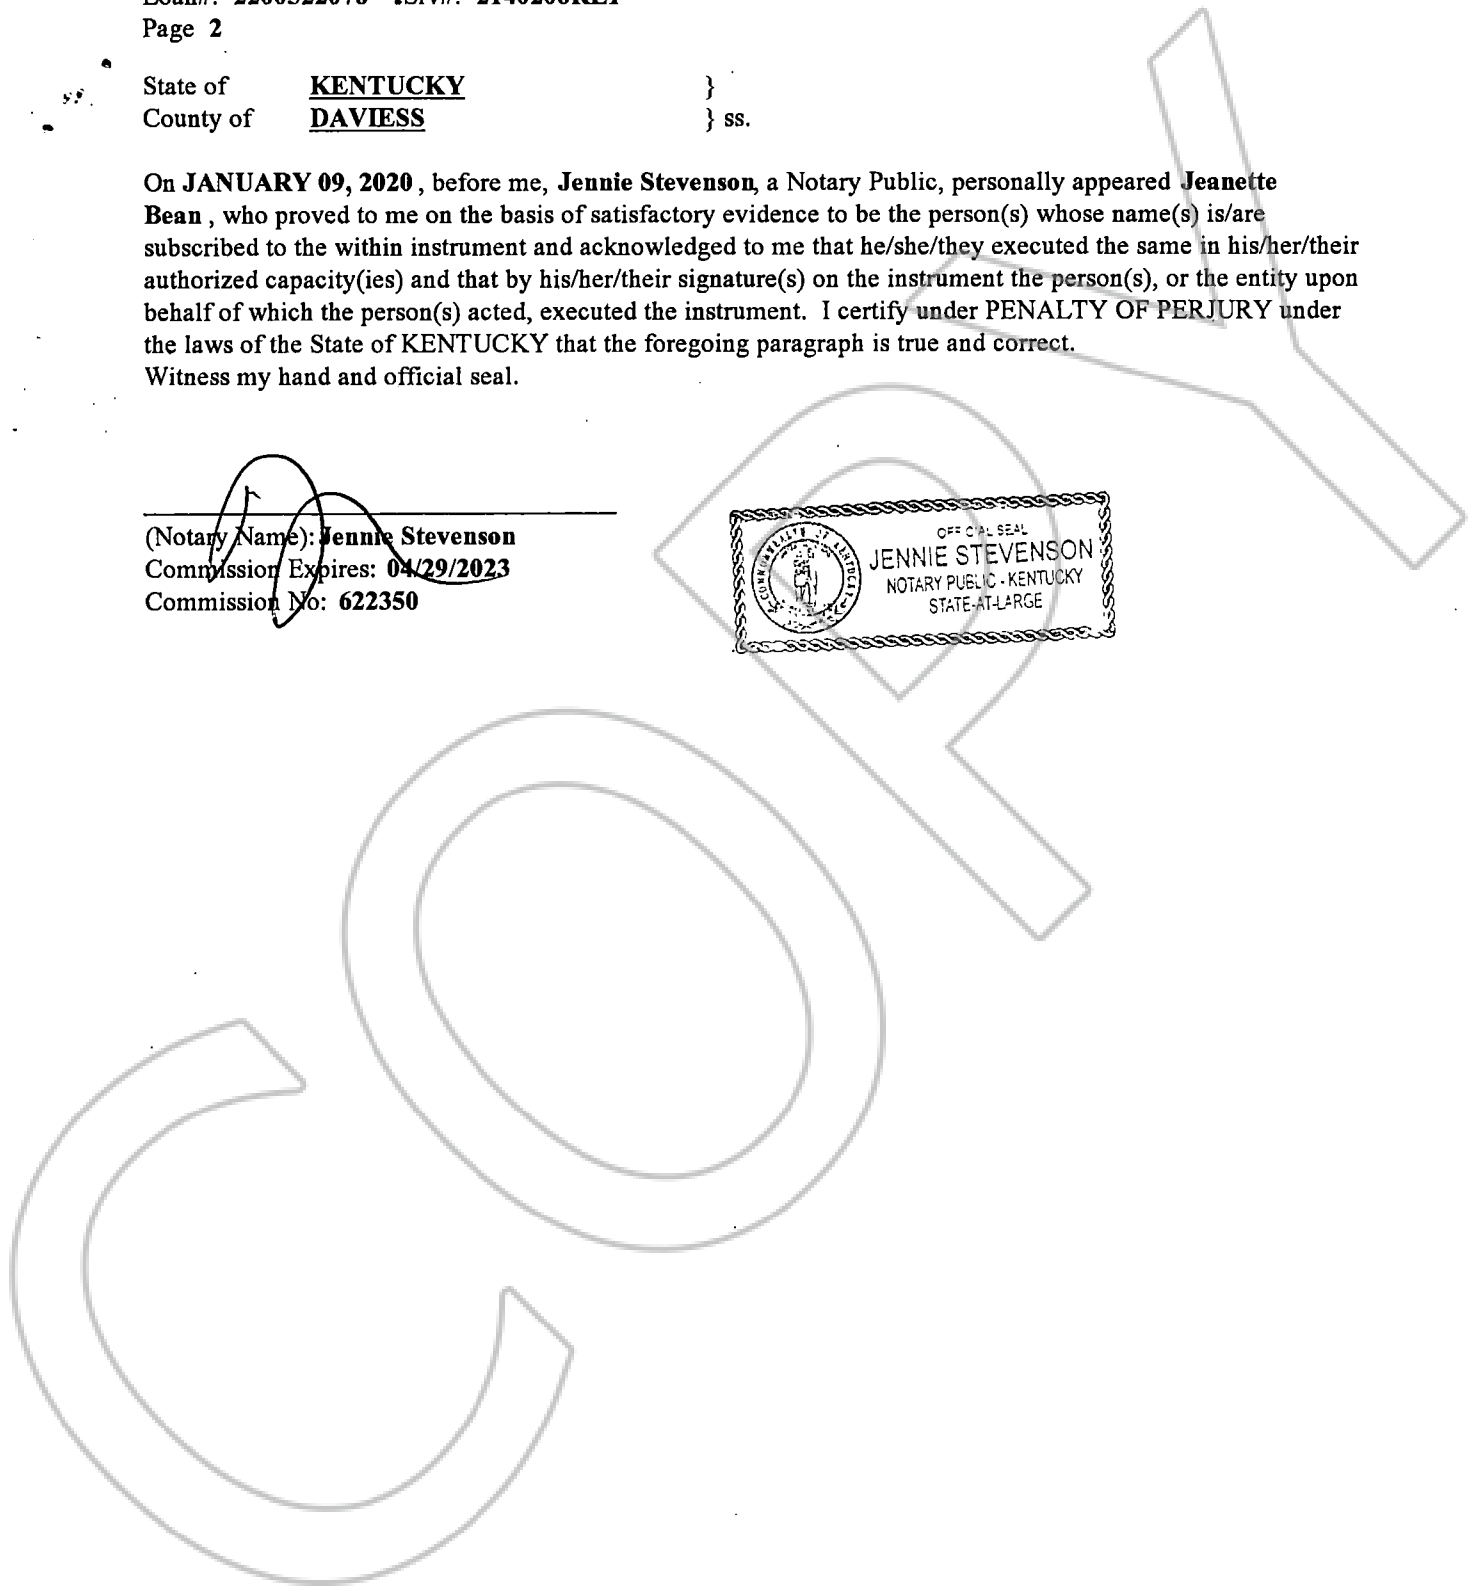 Page 2
State of KENTUCKY }
County of DAVIESS } ss.
On JANUARY 09, 2020 , before me, Jennie Stevenson, a Notary Public, personally appeared Jeanette
Bean , who proved to me on the basis of satisfactory evidence to be the person(s) whose name(s) is/are
subscribed to the within instrument and acknowledged to me that he/she/they executed the same in his/her/their
authorized capacity(ies) and that by his/her/their signature(s) on the instrument the person(s), or the entity upon
behalf of which the person(s) acted, executed the instrument. I certify under PENALTY OF PERJURY under
the laws of the State of KENTUCKY that the foregoing paragraph is true and correct.
Witness my hand and official seal.
(Notary Name): Jennie Stevenson
Commission Expires: 04/29/2023
Commission No: 622350
OFFICIAL SEAL
JENNIE STEVENSON
NOTARY PUBLIC - KENTUCKY
STATE-AT-LARGE
COMMONWEALTH OF KENTUCKY
COPY